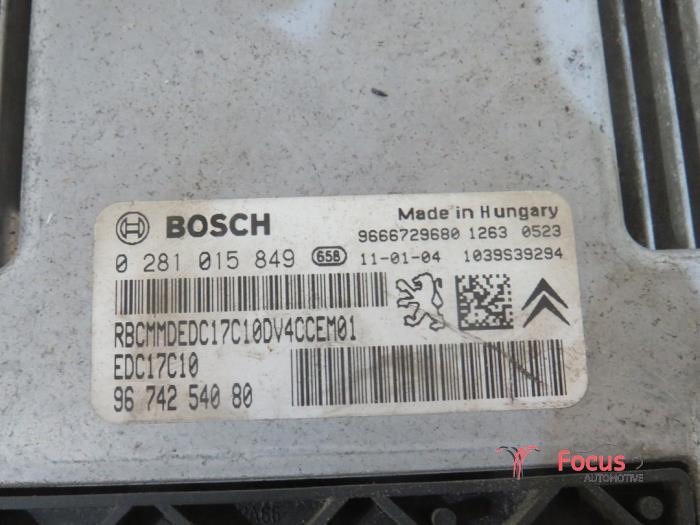 BOSCH
Made in Hungary
9666729680 1263 0523
0 281 015 849 658 11-01-04 1039S39294
RBCMMDEDC17C10DV4CCEM01
EDC17C10
96 742 540 80
Focus
AUTOMOTIVE